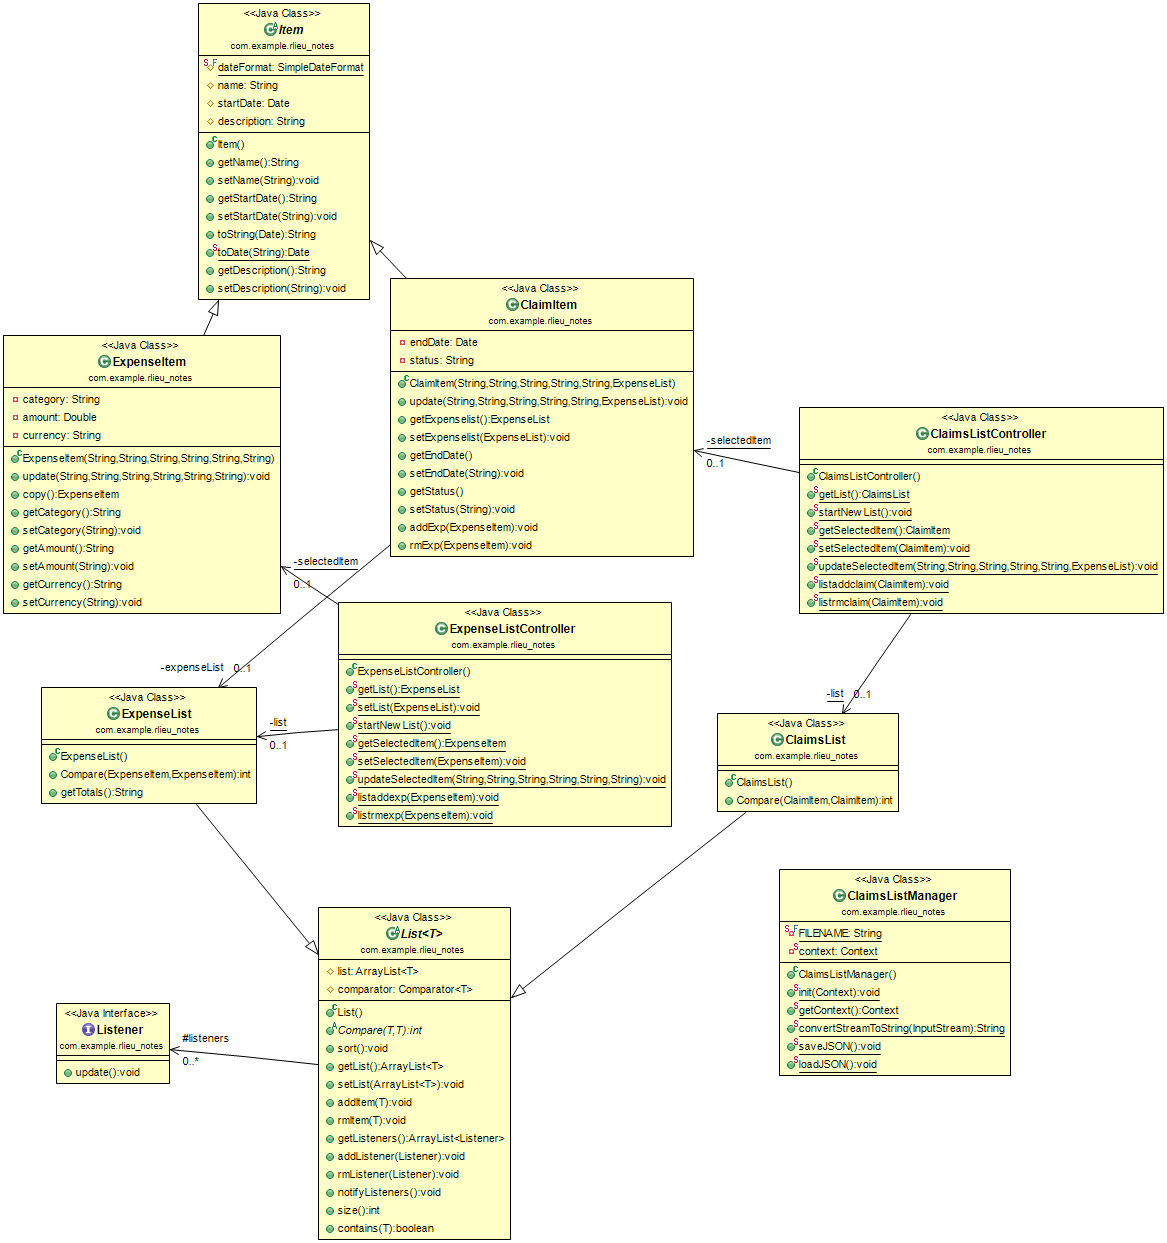 <<Java Class>>
Item
com.example.rlieu_notes
dateFormat: SimpleDateFormat
name: String
startDate: Date
description: String
Item()
getName():String
setName(String):void
getStartDate():String
setStartDate(String):void
toString(Date):String
toDate(String):Date
getDescription():String
setDescription(String):void
<<Java Class>>
ClaimItem
com.example.rlieu_notes
endDate: Date
status: String
ClaimItem(String,String,String,String,String,ExpenseList)
update(String,String,String,String,String,ExpenseList):void
getExpenselist():ExpenseList
setExpenselist(ExpenseList):void
getEndDate()
setEndDate(String):void
getStatus()
setStatus(String):void
addExp(ExpenseItem):void
rmExp(ExpenseItem):void
<<Java Class>>
ExpenseItem
com.example.rlieu_notes
category: String
amount: Double
currency: String
ExpenseItem(String,String,String,String,String,String)
update(String,String,String,String,String,String):void
copy():ExpenseItem
getCategory():String
setCategory(String):void
getAmount():String
setAmount(String):void
getCurrency():String
setCurrency(String):void
<<Java Class>>
ClaimsListController
com.example.rlieu_notes
ClaimsListController()
getList():ClaimsList
startNewList():void
getSelectedItem():ClaimItem
setSelectedItem(ClaimItem):void
updateSelectedItem(String,String,String,String,String,ExpenseList):void
listaddclaim(ClaimItem):void
listrmclaim(ClaimItem):void
-selectedItem
0..1
-selectedItem
0..1
<<Java Class>>
ExpenseListController
com.example.rlieu_notes
ExpenseListController()
getList():ExpenseList
setList(ExpenseList):void
startNewList():void
getSelectedItem():ExpenseItem
setSelectedItem(ExpenseItem):void
updateSelectedItem(String,String,String,String,String,String):void
listaddexp(ExpenseItem):void
listrmexp(ExpenseItem):void
-expenseList 0..1
-list
0..1
-list 0..1
<<Java Class>>
ExpenseList
com.example.rlieu_notes
ExpenseList()
Compare(ExpenseItem,ExpenseItem):int
getTotals():String
<<Java Class>>
ClaimsList
com.example.rlieu_notes
ClaimsList()
Compare(ClaimItem,ClaimItem):int
<<Java Class>>
ClaimsListManager
com.example.rlieu_notes
FILENAME: String
context: Context
ClaimsListManager()
init(Context):void
getContext():Context
convertStreamToString(InputStream):String
saveJSON():void
loadJSON():void
<<Java Class>>
List<T>
com.example.rlieu_notes
list: ArrayList<T>
comparator: Comparator<T>
List()
Compare(T,T):int
sort():void
getList():ArrayList<T>
setList(ArrayList<T>):void
addItem(T):void
rmItem(T):void
getListeners():ArrayList<Listener>
addListener(Listener):void
rmListener(Listener):void
notifyListeners():void
size():int
contains(T):boolean
<<Java Interface>>
Listener
com.example.rlieu_notes
update():void
#listeners
0..*